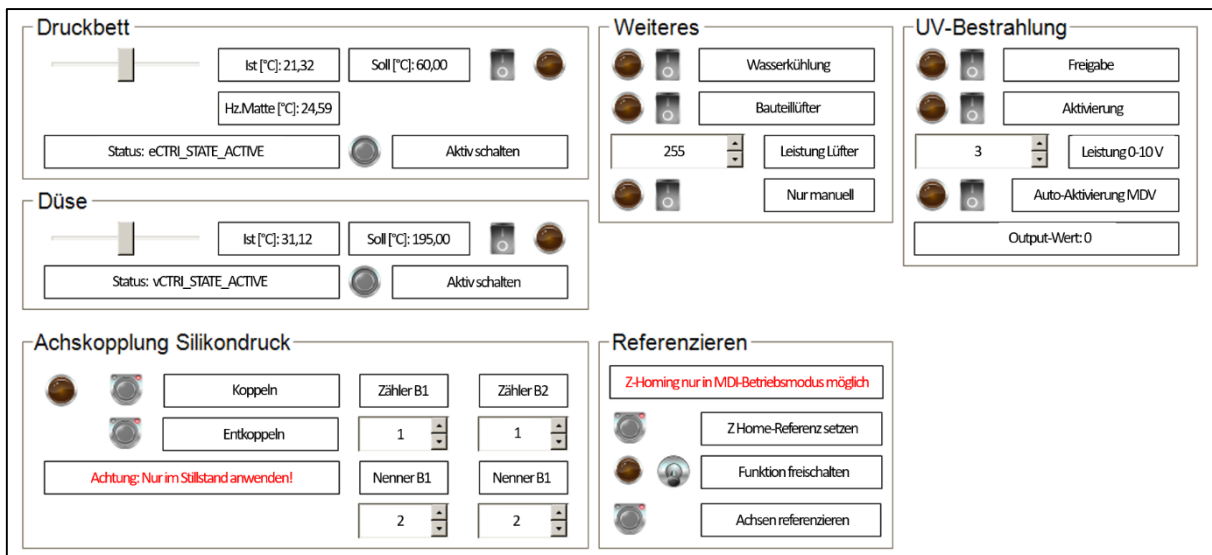 Druckbett
Ist [°C]: 21,32
Soll [°C]: 60,00
Hz.Matte [°C]: 24,59
Status: eCTRI_STATE_ACTIVE
Aktiv schalten
Düse
Ist [°C]: 31,12
Soll [°C]: 195,00
Status: vCTRI_STATE_ACTIVE
Aktiv schalten
Weiteres
Wasserkühlung
Bauteillüfter
255
Leistung Lüfter
Nur manuell
UV-Bestrahlung
Freigabe
Aktivierung
3
Leistung 0-10 V
Auto-Aktivierung MDV
Output-Wert: 0
Achskopplung Silikondruck
Koppeln
Zähler B1
Zähler B2
Entkoppeln
1
1
Achtung: Nur im Stillstand anwenden!
Nenner B1
Nenner B1
2
2
Referenzieren
Z-Homing nur in MDI-Betriebsmodus möglich
Z Home-Referenz setzen
Funktion freischalten
Achsen referenzieren